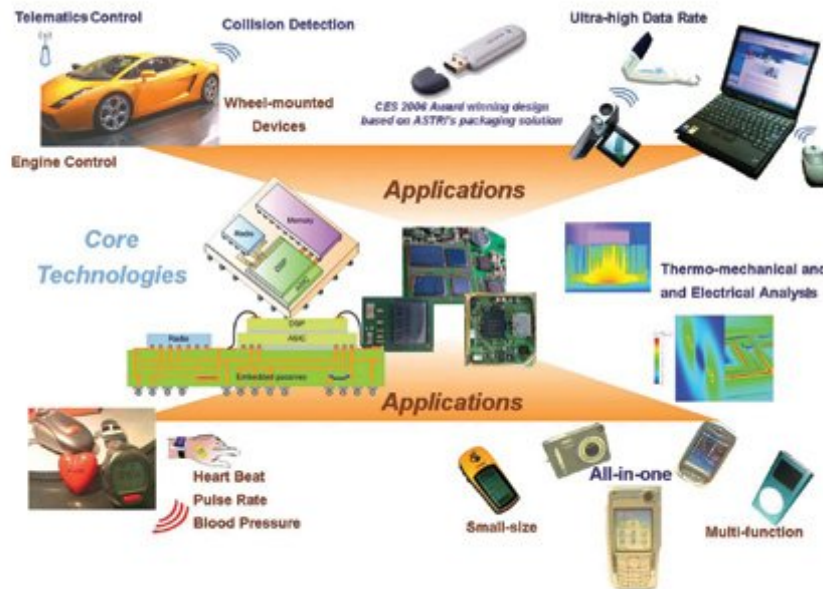 Telematics Control
Collision Detection
Ultra-high Data Rate
Wheel-mounted
Devices
CES 2006 Award winning design
based on ASTRI's packaging solution
Engine Control
Applications
Core
Technologies
Memory
Radio
DSP
Thermo-mechanical and
and Electrical Analysis
DSP
Radio
ASIC
Embedded passives
Applications
Heart Beat
Pulse Rate
Blood Pressure
All-in-one
Small-size
Multi-function